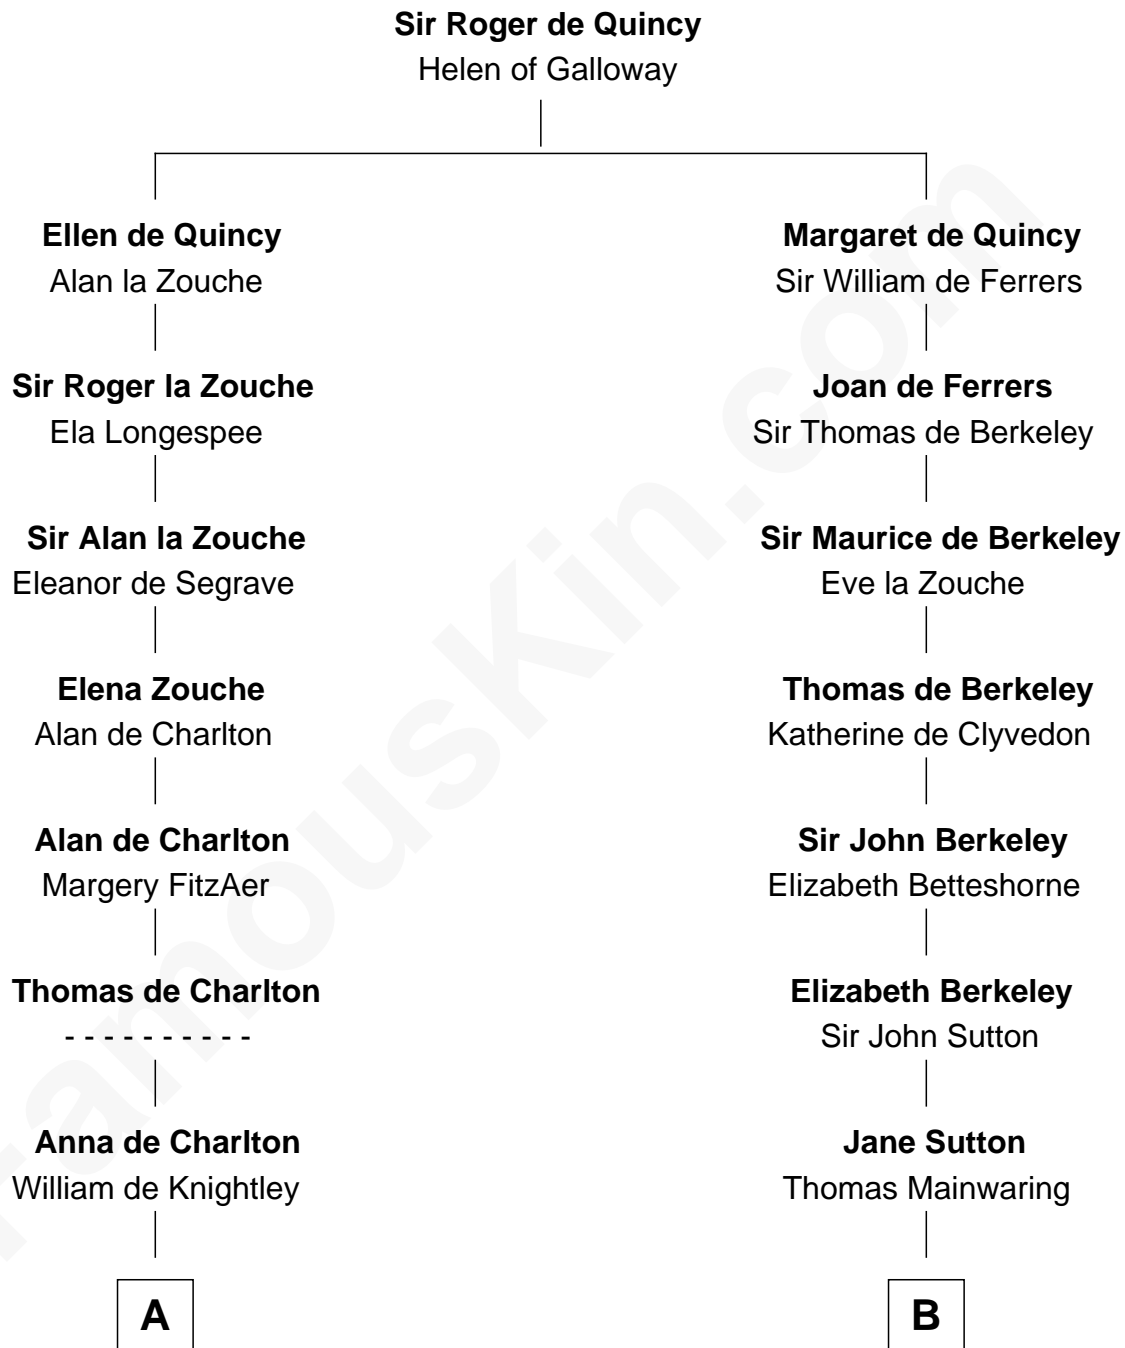 Sir Roger de Quincy
Helen of Galloway
Ellen de Quincy
Alan la Zouche
Margaret de Quincy
Sir William de Ferrers
Sir Roger la Zouche
Ela Longespee
Joan de Ferrers
Sir Thomas de Berkeley
Sir Alan la Zouche
Eleanor de Segrave
Sir Maurice de Berkeley
Eve la Zouche
Elena Zouche
Alan de Charlton
Thomas de Berkeley
Katherine de Clyvedon
Alan de Charlton
Margery FitzAer
Sir John Berkeley
Elizabeth Betteshorne
Thomas de Charlton
- - - - - - - - - -
Elizabeth Berkeley
Sir John Sutton
Anna de Charlton
William de Knightley
Jane Sutton
Thomas Mainwaring
A
B
FamousKin.com